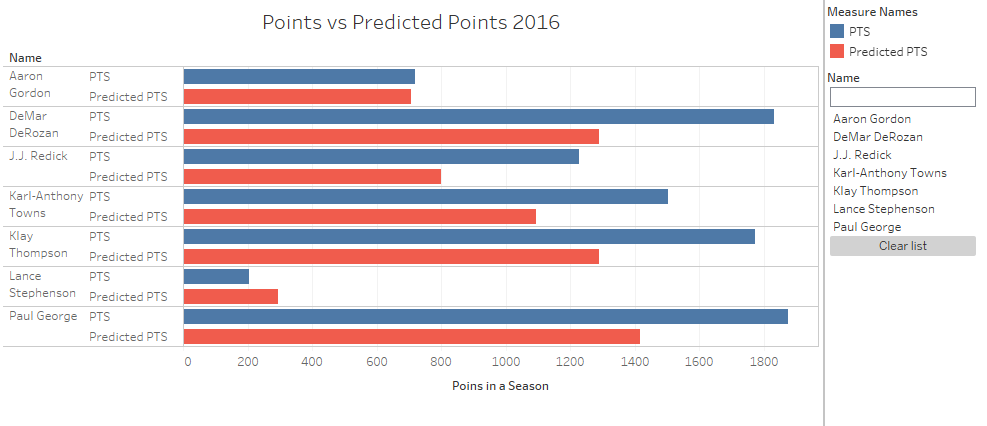 Points vs Predicted Points 2016
Name
Aaron Gordon
PTS
Predicted PTS
DeMar DeRozan
PTS
Predicted PTS
J.J. Redick
PTS
Predicted PTS
Karl-Anthony Towns
PTS
Predicted PTS
Klay Thompson
PTS
Predicted PTS
Lance Stephenson
PTS
Predicted PTS
Paul George
PTS
Predicted PTS
0 200 400 600 800 1000 1200 1400 1600 1800
Poins in a Season
Measure Names
PTS
Predicted PTS
Name
Aaron Gordon
DeMar DeRozan
J.J. Redick
Karl-Anthony Towns
Klay Thompson
Lance Stephenson
Paul George
Clear list